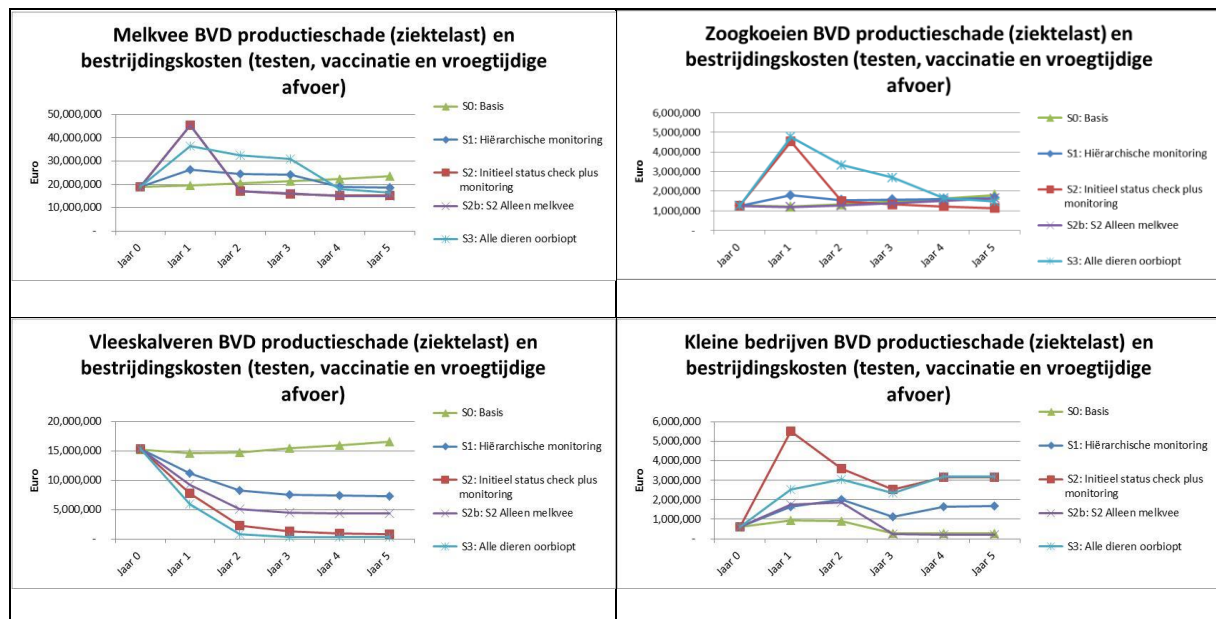 Melkvee BVD productieschade (ziektelast) en
bestrijdingskosten (testen, vaccinatie en vroegtijdige
afvoer)
50,000,000
40,000,000
30,000,000
20,000,000
10,000,000
-
Euro
Jaar 0
Jaar 1
Jaar 2
Jaar 3
Jaar 4
Jaar 5
S0: Basis
S1: Hiërarchische monitoring
S2: Initieel status check plus
monitoring
S2b: S2 Alleen melkvee
S3: Alle dieren oorbiopt
Zoogkoeien BVD productieschade (ziektelast) en
bestrijdingskosten (testen, vaccinatie en vroegtijdige
afvoer)
6,000,000
5,000,000
4,000,000
3,000,000
2,000,000
1,000,000
-
Euro
Jaar 0
Jaar 1
Jaar 2
Jaar 3
Jaar 4
Jaar 5
S0: Basis
S1: Hiërarchische monitoring
S2: Initieel status check plus
monitoring
S2b: S2 Alleen melkvee
S3: Alle dieren oorbiopt
Vleeskalveren BVD productieschade (ziektelast) en
bestrijdingskosten (testen, vaccinatie en vroegtijdige
afvoer)
20,000,000
15,000,000
10,000,000
5,000,000
-
Euro
Jaar 0
Jaar 1
Jaar 2
Jaar 3
Jaar 4
Jaar 5
S0: Basis
S1: Hiërarchische monitoring
S2: Initieel status check plus
monitoring
S2b: S2 Alleen melkvee
S3: Alle dieren oorbiopt
Kleine bedrijven BVD productieschade (ziektelast) en
bestrijdingskosten (testen, vaccinatie en vroegtijdige
afvoer)
6,000,000
5,000,000
4,000,000
3,000,000
2,000,000
1,000,000
-
Euro
Jaar 0
Jaar 1
Jaar 2
Jaar 3
Jaar 4
Jaar 5
S0: Basis
S1: Hiërarchische monitoring
S2: Initieel status check plus
monitoring
S2b: S2 Alleen melkvee
S3: Alle dieren oorbiopt